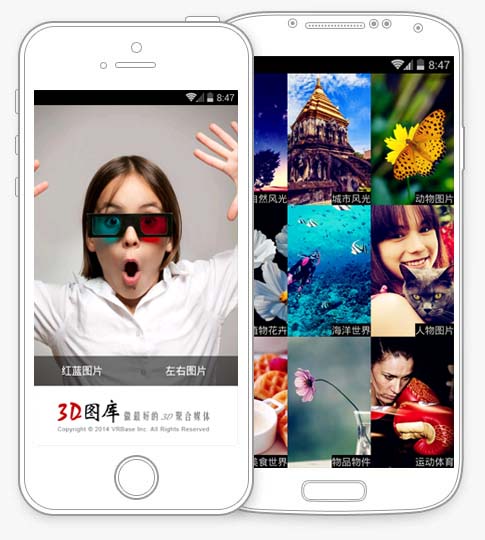 8:47
红蓝图片
左右图片
3D图库 做最好的3D聚合媒体
Copyright © 2014 VRBase Inc. All Rights Reserved
8:47
自然风光
城市风光
动物图片
植物花卉
海洋世界
人物图片
美食世界
物品物件
运动体育